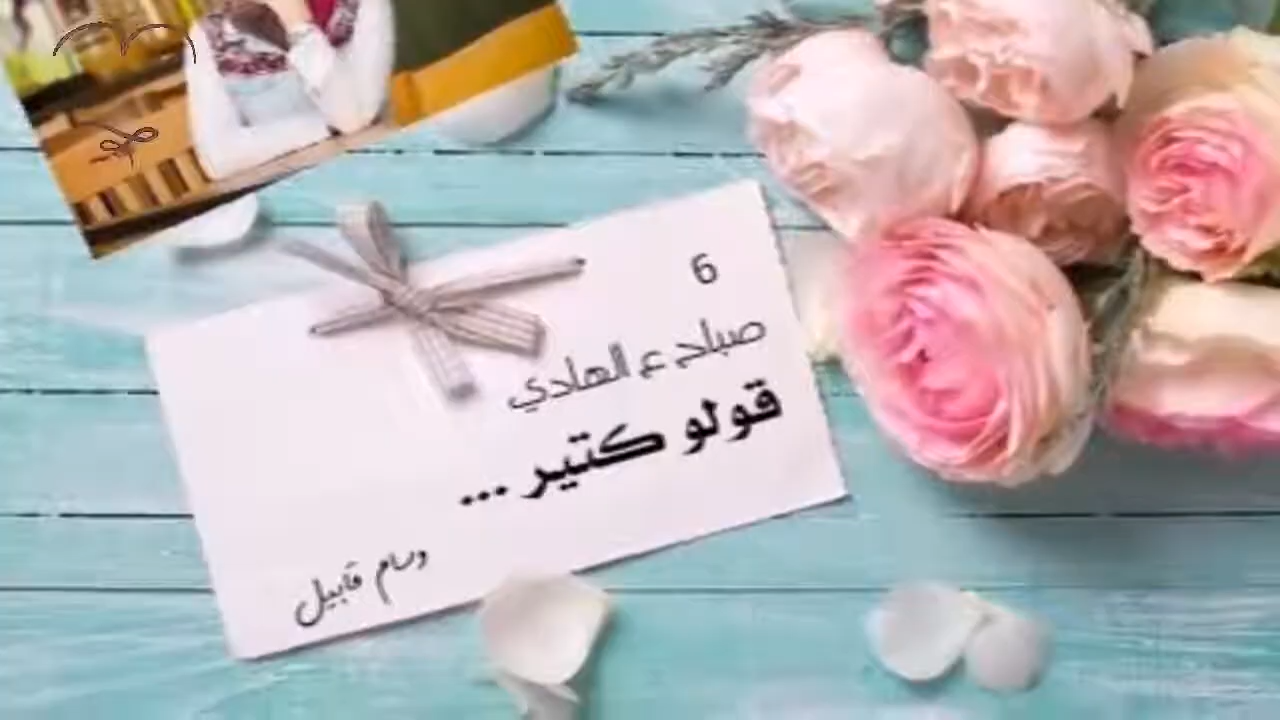 6
صباح ع الهادي
قولو كتير ...
وسام قابيل